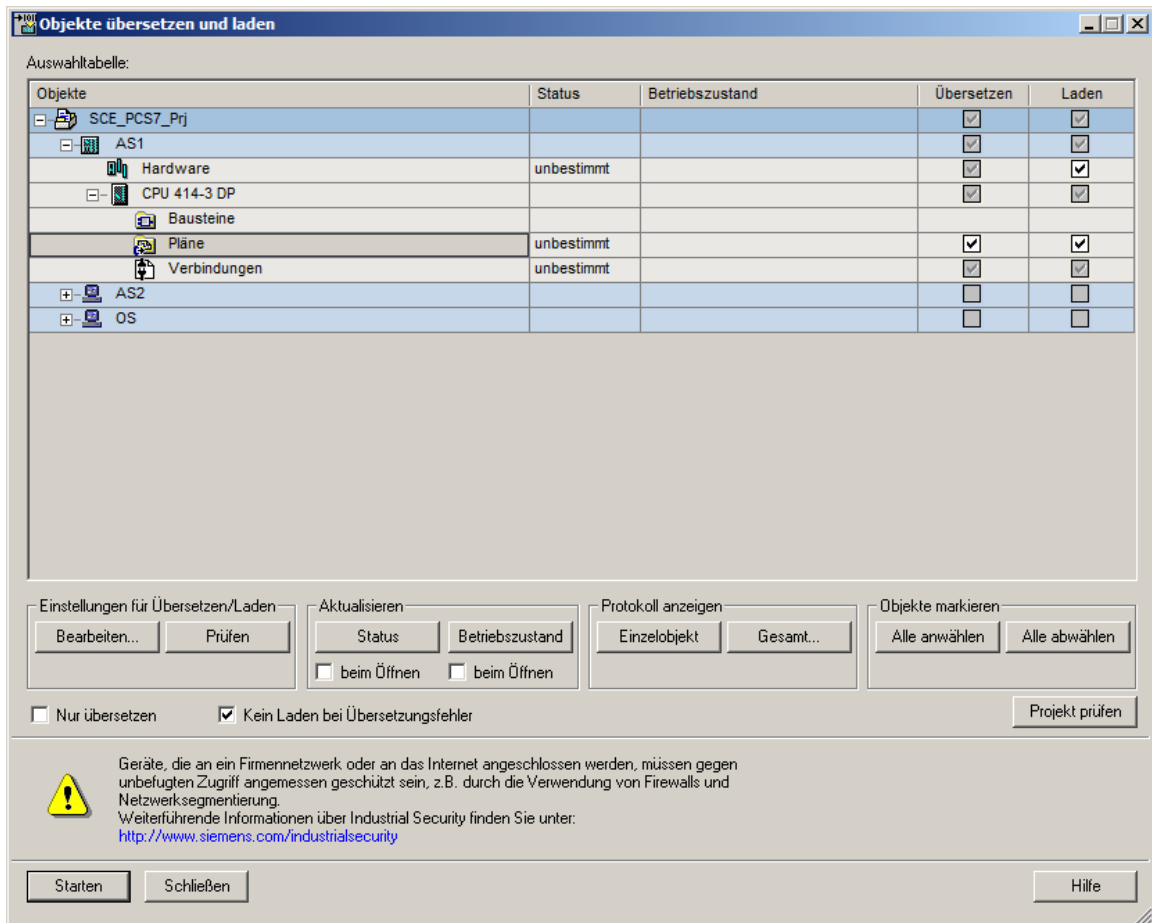 Objekte übersetzen und laden
Auswahltabelle:
Objekte Status Betriebszustand Übersetzen Laden
SCE_PCS7_Prj
AS1
Hardware unbestimmt
CPU 414-3 DP
Bausteine
Pläne unbestimmt
Verbindungen unbestimmt
AS2
OS
Einstellungen für Übersetzen/Laden Aktualisieren Protokoll anzeigen Objekte markieren
Bearbeiten... Prüfen Status Betriebszustand Einzelobjekt Gesamt... Alle anwählen Alle abwählen
beim Öffnen beim Öffnen
Nur übersetzen Kein Laden bei Übersetzungsfehler Projekt prüfen
Geräte, die an ein Firmennetzwerk oder an das Internet angeschlossen werden, müssen gegen
unbefugten Zugriff angemessen geschützt sein, z.B. durch die Verwendung von Firewalls und
Netzwerksegmentierung.
Weiterführende Informationen über Industrial Security finden Sie unter:
http://www.siemens.com/industrialsecurity
Starten Schließen Hilfe